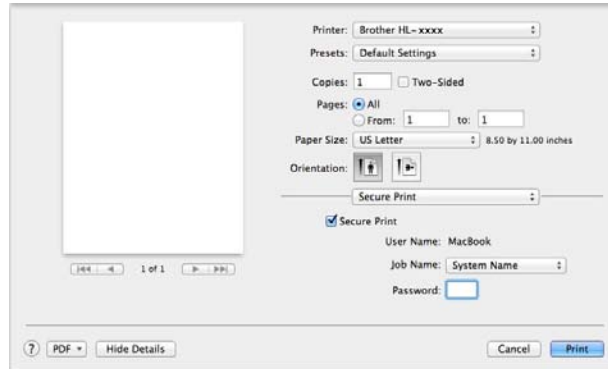 Printer: Brother HL-xxxx
Presets: Default Settings
Copies: 1 Two-Sided
Pages: All
From: 1 to: 1
Paper Size: US Letter 8.50 by 11.00 inches
Orientation:
Secure Print
Secure Print
User Name: MacBook
Job Name: System Name
Password:
1 of 1
? PDF Hide Details Cancel Print